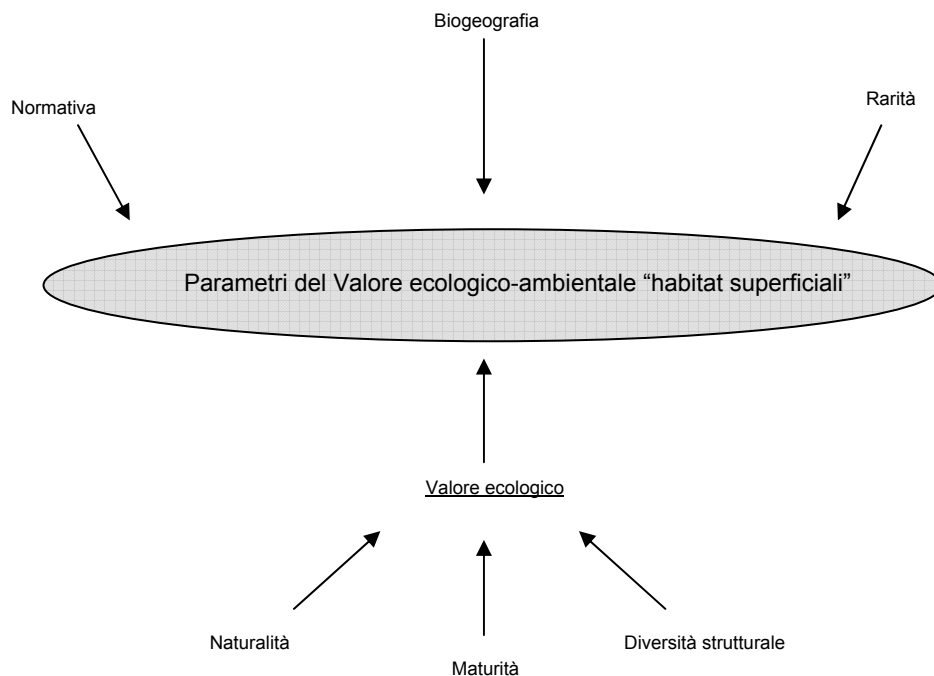 Biogeografia
Normativa
Rarità
Parametri del Valore ecologico-ambientale “habitat superficiali”
Valore ecologico
Naturalità
Maturità
Diversità strutturale